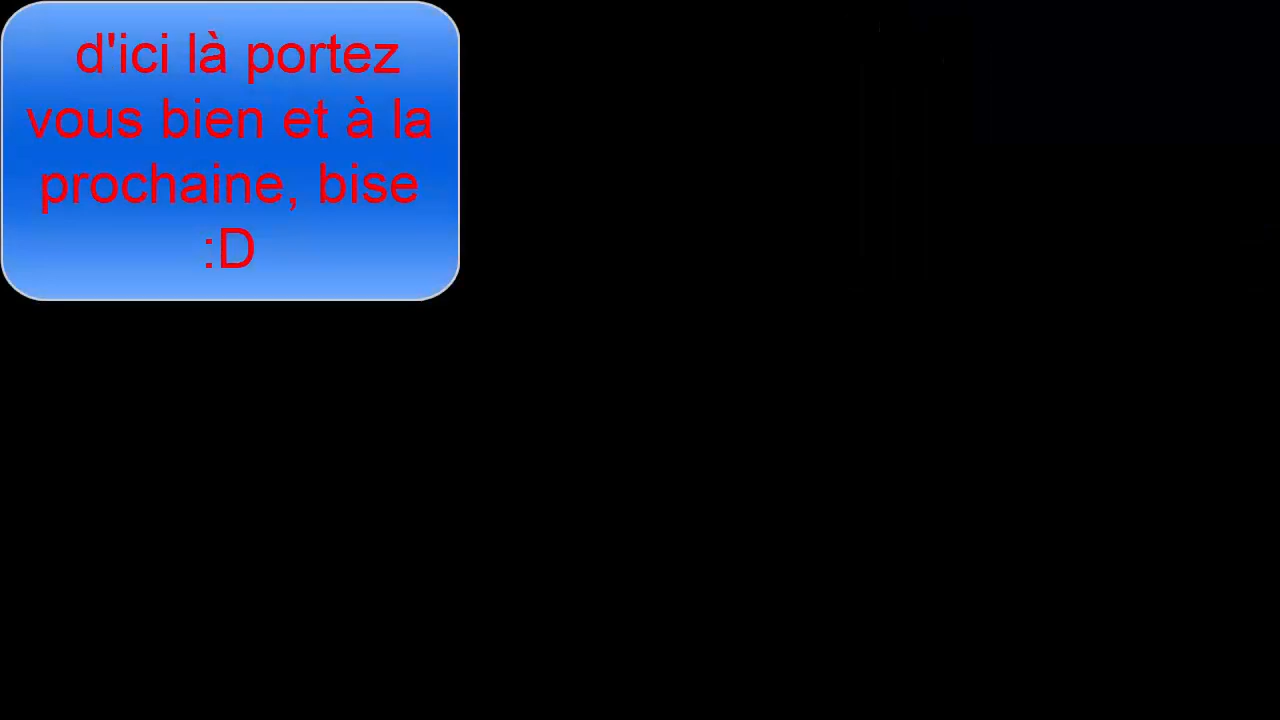 d'ici là portez
vous bien et à la
prochaine, bise
:D